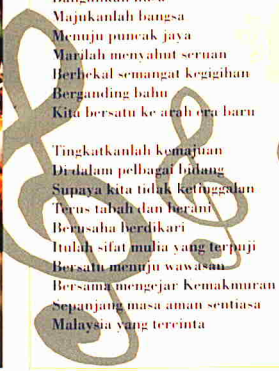 Majukanlah bangsa
Menuju puncak jaya
Marilah menyahut seruan
Berbekal semangat kegigihan
Berganding bahu
Kita bersatu ke arah era baru

Tingkatkanlah kemajuan
Di dalam pelbagai bidang
Supaya kita tidak ketinggalan
Terus tabah dan berani
Berusaha berdikari
Itulah sifat mulia yang terpuji
Bersatu menuju wawasan
Bersama mengejar Kemakmuran
Sepanjang masa aman sentiasa
Malaysia yang tercinta